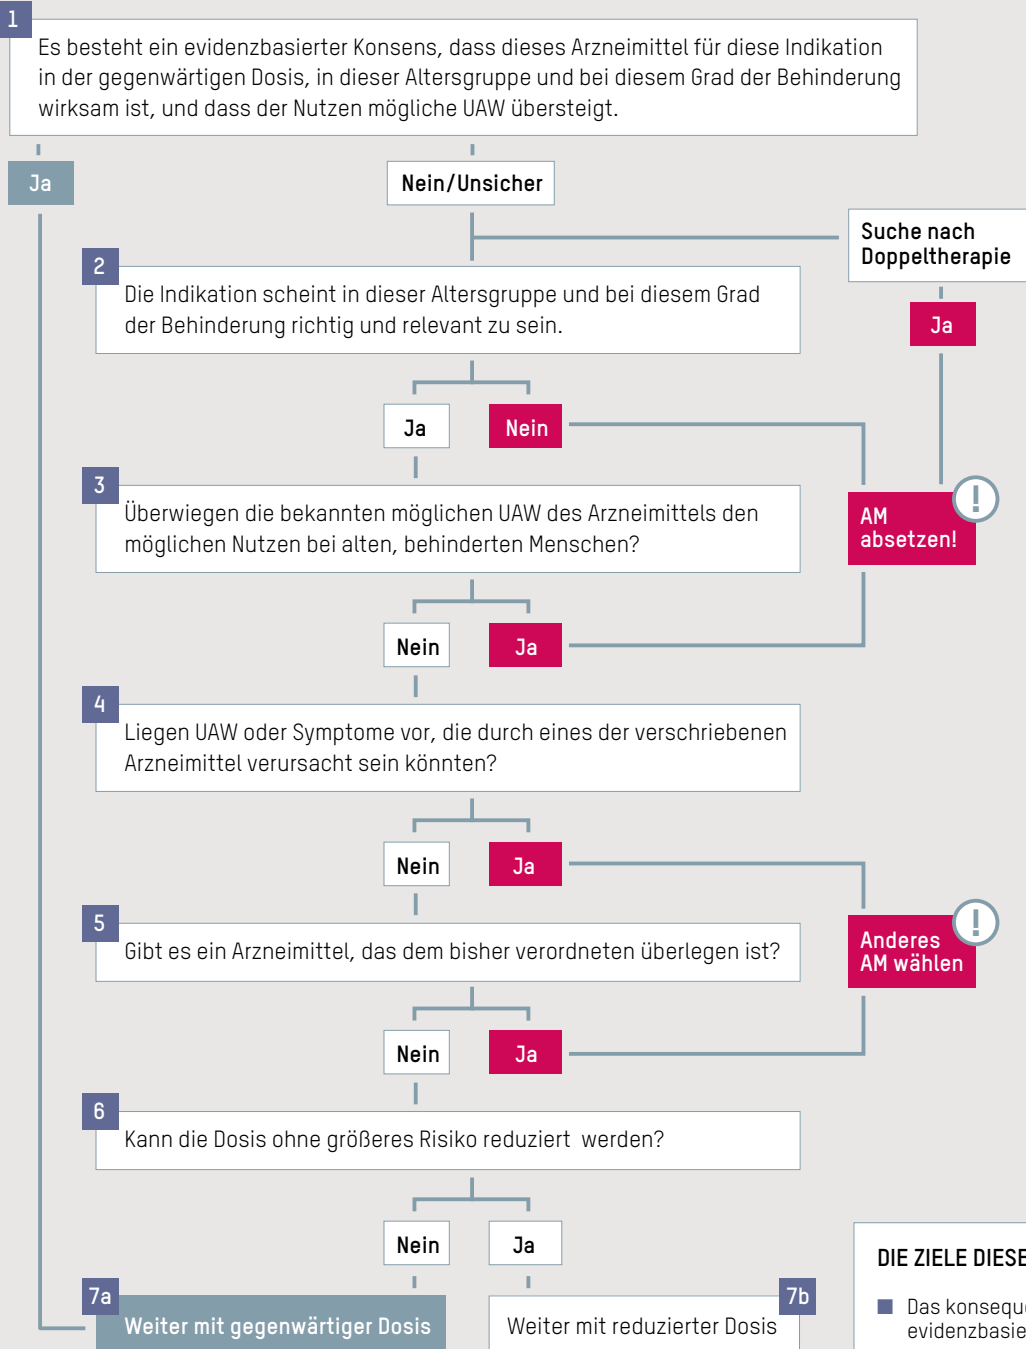 1
Es besteht ein evidenzbasierter Konsens, dass dieses Arzneimittel für diese Indikation
in der gegenwärtigen Dosis, in dieser Altersgruppe und bei diesem Grad der Behinderung
wirksam ist, und dass der Nutzen mögliche UAW übersteigt.
Ja
Nein/Unsicher
Suche nach
Doppeltherapie
Ja
2
Die Indikation scheint in dieser Altersgruppe und bei diesem Grad
der Behinderung richtig und relevant zu sein.
Ja
Nein
3
Überwiegen die bekannten möglichen UAW des Arzneimittels den
möglichen Nutzen bei alten, behinderten Menschen?
AM
absetzen!
!
Nein
Ja
4
Liegen UAW oder Symptome vor, die durch eines der verschriebenen
Arzneimittel verursacht sein könnten?
Nein
Ja
5
Gibt es ein Arzneimittel, das dem bisher verordneten überlegen ist?
Anderes
AM wählen
!
Nein
Ja
6
Kann die Dosis ohne größeres Risiko reduziert werden?
Nein
Ja
7a
Weiter mit gegenwärtiger Dosis
7b
Weiter mit reduzierter Dosis
DIE ZIELE DIESE
Das konseque
evidenzbasie